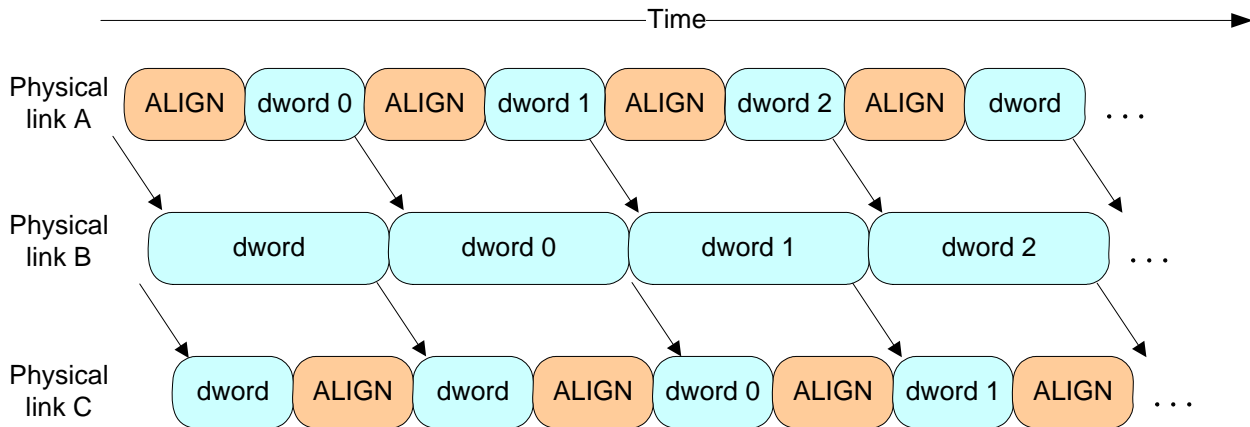 Time
Physical
link A
ALIGN dword 0 ALIGN dword 1 ALIGN dword 2 ALIGN dword . . .
Physical
link B
dword dword 0 dword 1 dword 2 . . .
Physical
link C
dword ALIGN dword ALIGN dword 0 ALIGN dword 1 ALIGN . . .